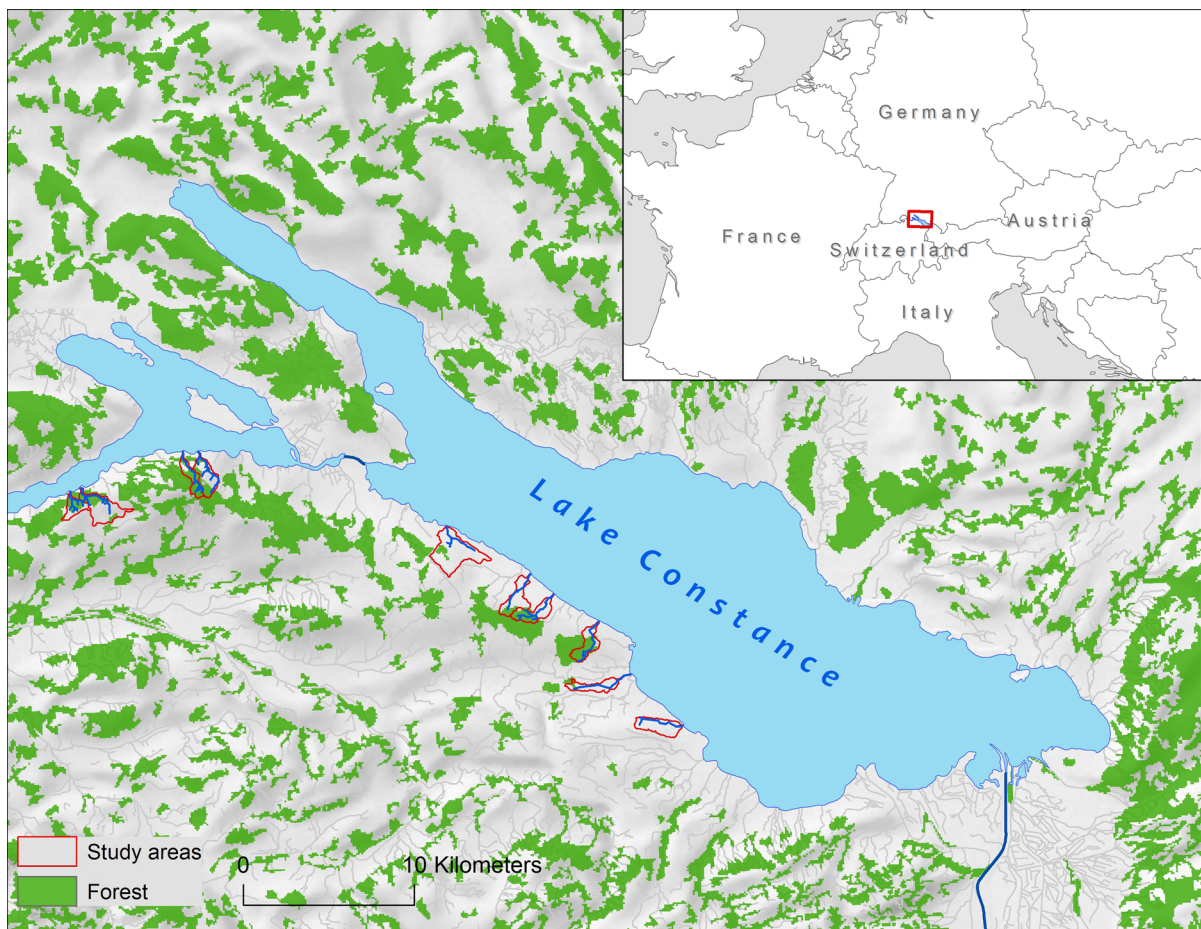 Germany
France
Austria
Switzerland
Italy
Lake Constance
Study areas
Forest
0
10 Kilometers